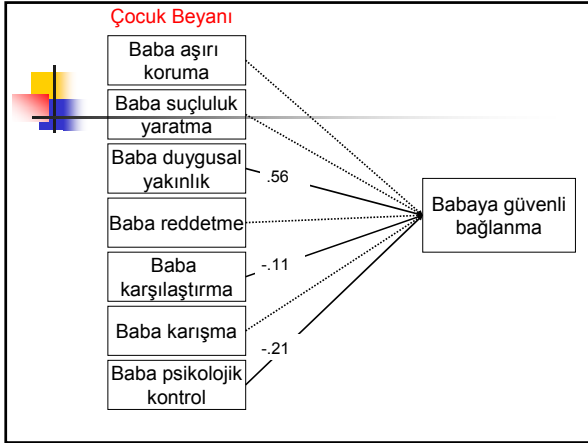 Çocuk Beyanı
Baba aşırı
koruma
Baba suçluluk
yaratma
Baba duygusal
yakınlık
.56
Baba reddetme
Babaya güvenli
bağlanma
Baba
karşılaştırma
-.11
Baba karışma
-.21
Baba psikolojik
kontrol